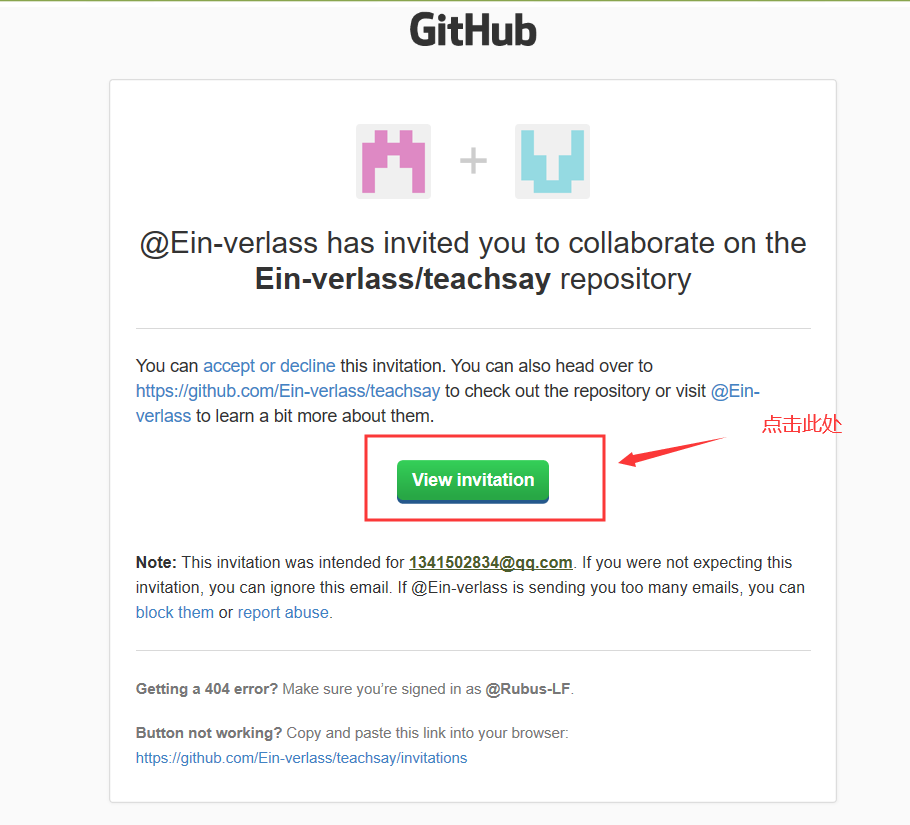 GitHub
@Ein-verlass has invited you to collaborate on the
Ein-verlass/teachsay repository
You can accept or decline this invitation. You can also head over to
https://github.com/Ein-verlass/teachsay to check out the repository or visit @Ein-
verlass to learn a bit more about them.
点击此处
View invitation
Note: This invitation was intended for 1341502834@qq.com. If you were not expecting this
invitation, you can ignore this email. If @Ein-verlass is sending you too many emails, you can
block them or report abuse.
Getting a 404 error? Make sure you’re signed in as @Rubus-LF.
Button not working? Copy and paste this link into your browser:
https://github.com/Ein-verlass/teachsay/invitations